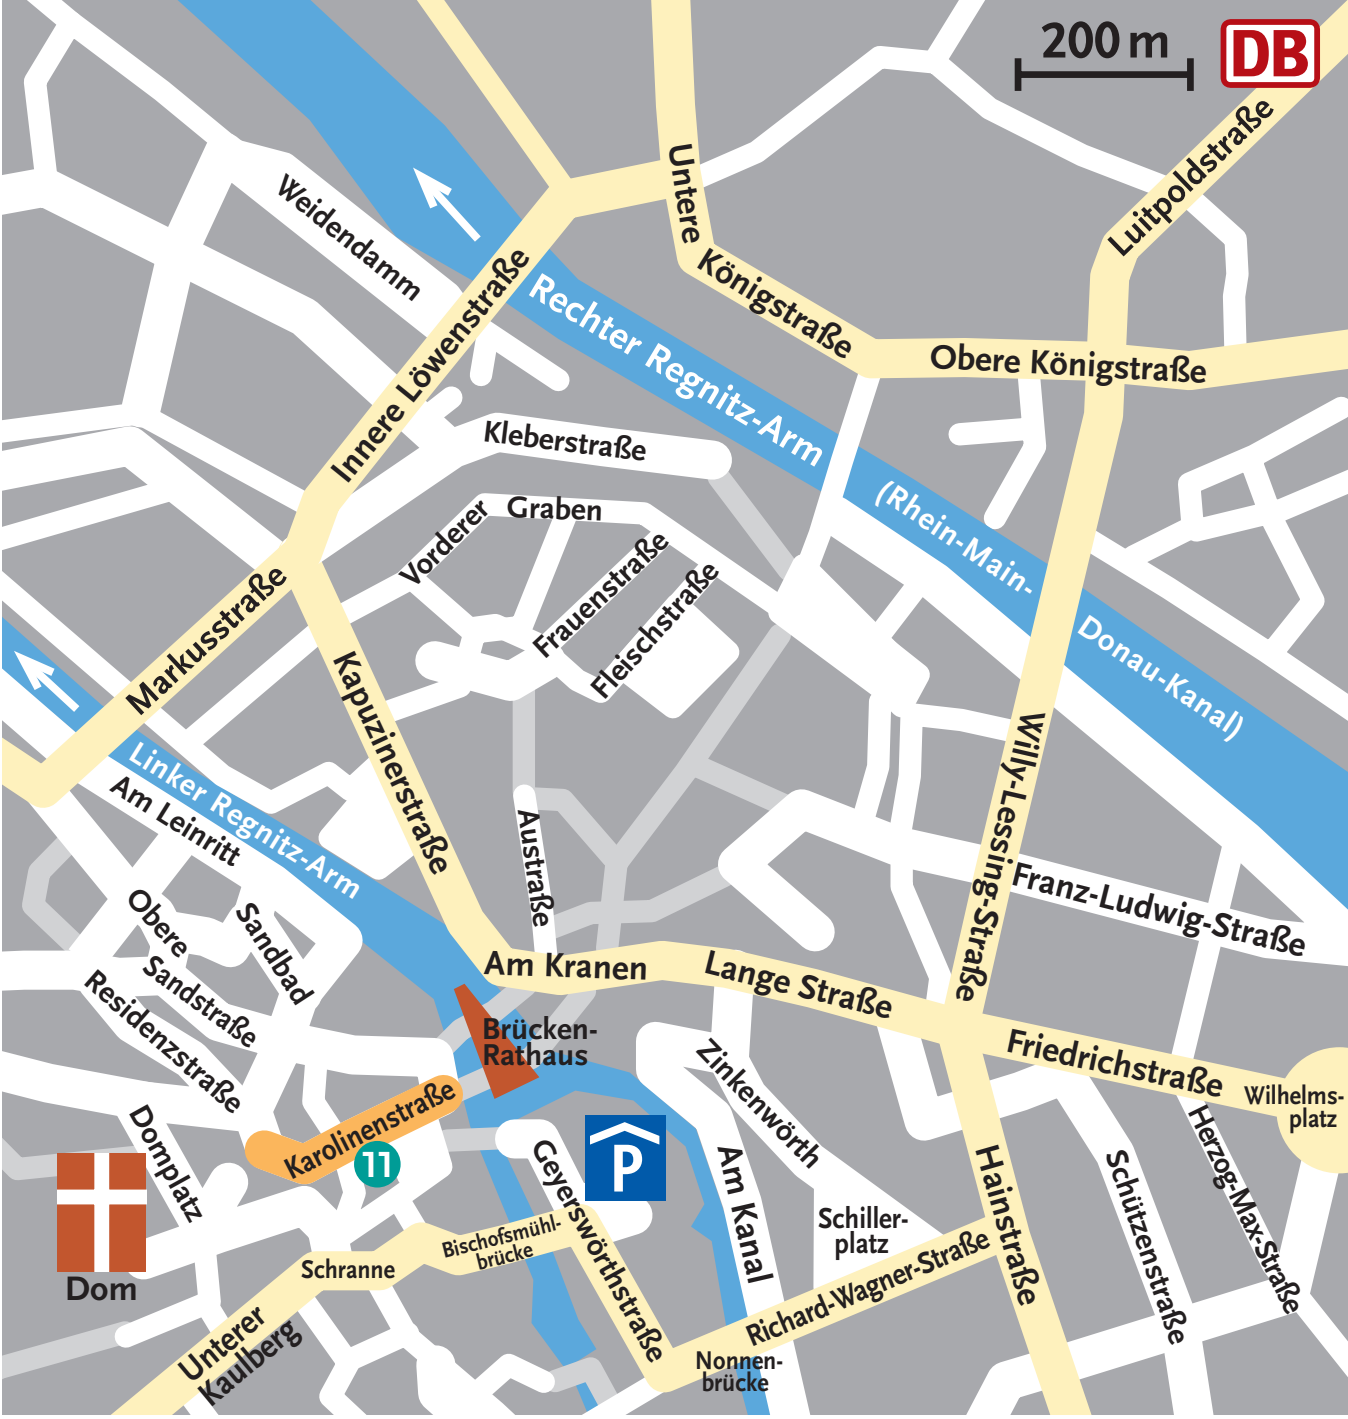 200 m
DB
Luitpoldstraße
Untere
Königstraße
Obere Königstraße
Weidendamm
Innere Löwenstraße
Rechter Regnitz-Arm
(Rhein-Main-
Donau-Kanal)
Kleberstraße
Vorderer
Graben
Frauenstraße
Fleischstraße
Markusstraße
Kapuzinerstraße
Linker Regnitz-Arm
Am Leinritt
Austraße
Willy-Lessing-Straße
Franz-Ludwig-Straße
Obere
Sandstraße
Sandbad
Residenzstraße
Am Kranen
Lange Straße
Brücken-
Rathaus
Friedrichstraße
Wilhelms-
platz
Zinkenwörth
Karolinenstraße
11
Domplatz
Dom
P
Geyerswörthstraße
Am Kanal
Schiller-
platz
Hainstraße
Schützenstraße
Herzog-Max-Straße
Bischofsmühl-
brücke
Schranne
Unterer
Kaulberg
Richard-Wagner-Straße
Nonnen-
brücke